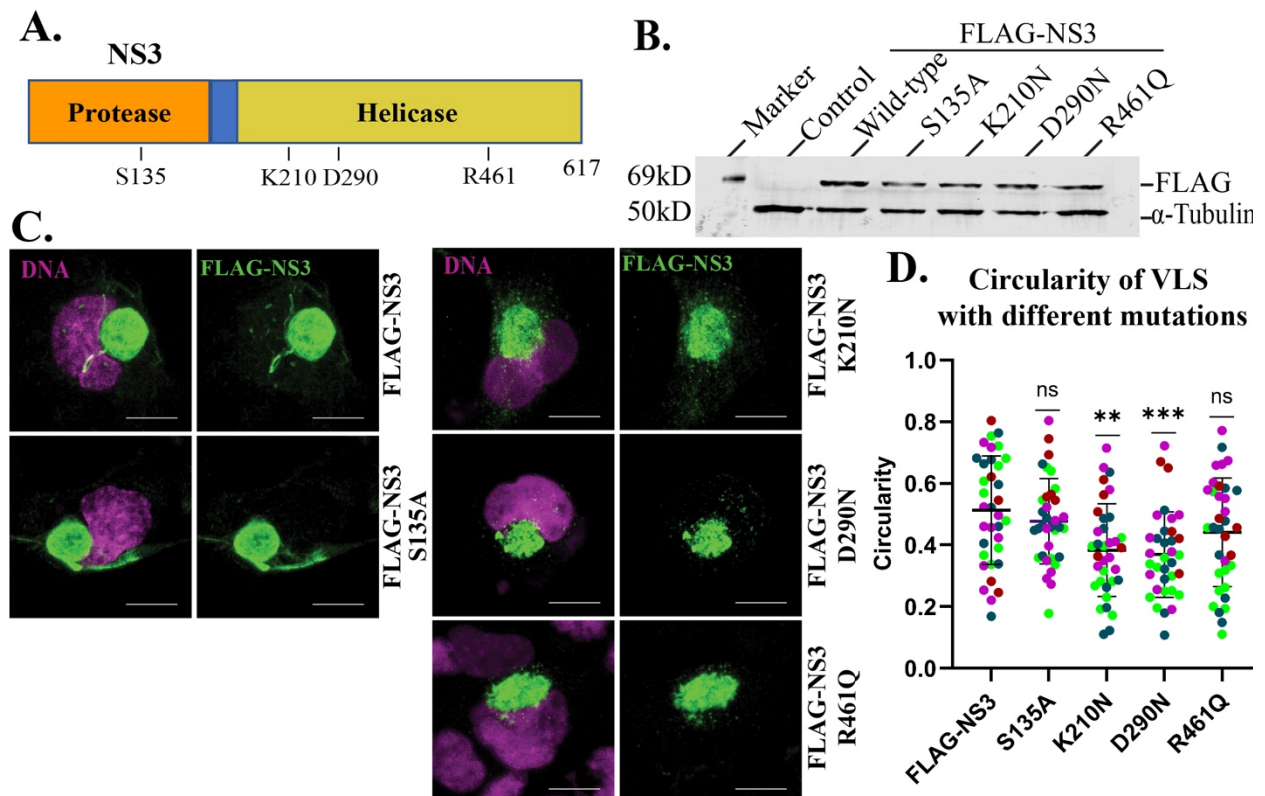 A.
NS3
Protease
Helicase
S135
K210 D290
R461
617
B.
FLAG-NS3
Marker
Control
Wild-type
S135A
K210N
D290N
R461Q
69kD
FLAG
50kD
α-Tubulin
C.
DNA
FLAG-NS3
FLAG-NS3
FLAG-NS3
S135A
DNA
FLAG-NS3
FLAG-NS3
K210N
FLAG-NS3
D290N
FLAG-NS3
R461Q
D.
Circularity of VLS
with different mutations
Circularity
1.0
0.8
0.6
0.4
0.2
0.0
ns
**
***
ns
FLAG-NS3
S135A
K210N
D290N
R461Q